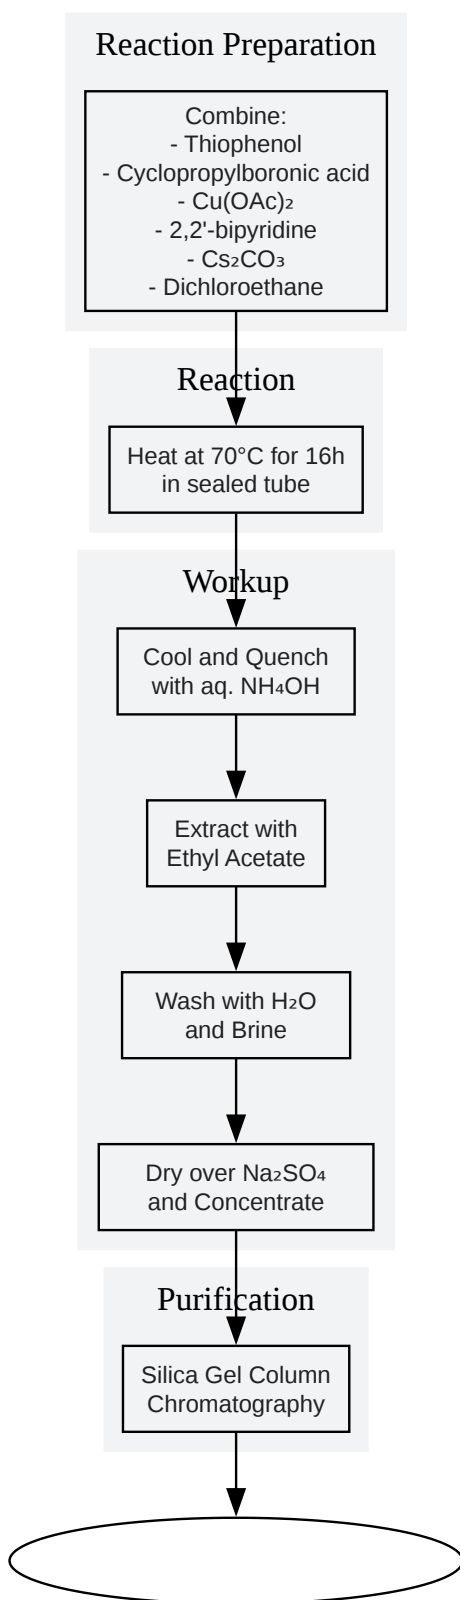 Reaction Preparation
Combine:
- Thiophenol
- Cyclopropylboronic acid
- Cu(OAc)₂
- 2,2'-bipyridine
- Cs₂CO₃
- Dichloroethane
Reaction
Heat at 70°C for 16h
in sealed tube
Workup
Cool and Quench
with aq. NH₄OH
Extract with
Ethyl Acetate
Wash with H₂O
and Brine
Dry over Na₂SO₄
and Concentrate
Purification
Silica Gel Column
Chromatography